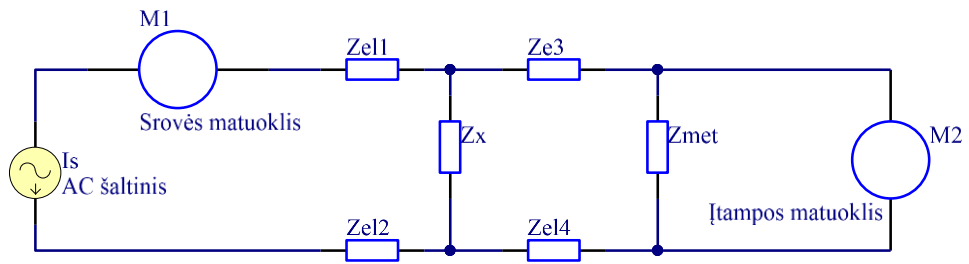 M1
Zel1
Ze3
Srovės matuoklis
Zx
Zmet
M2
Is
AC šaltinis
Zel2
Zel4
Įtampos matuoklis